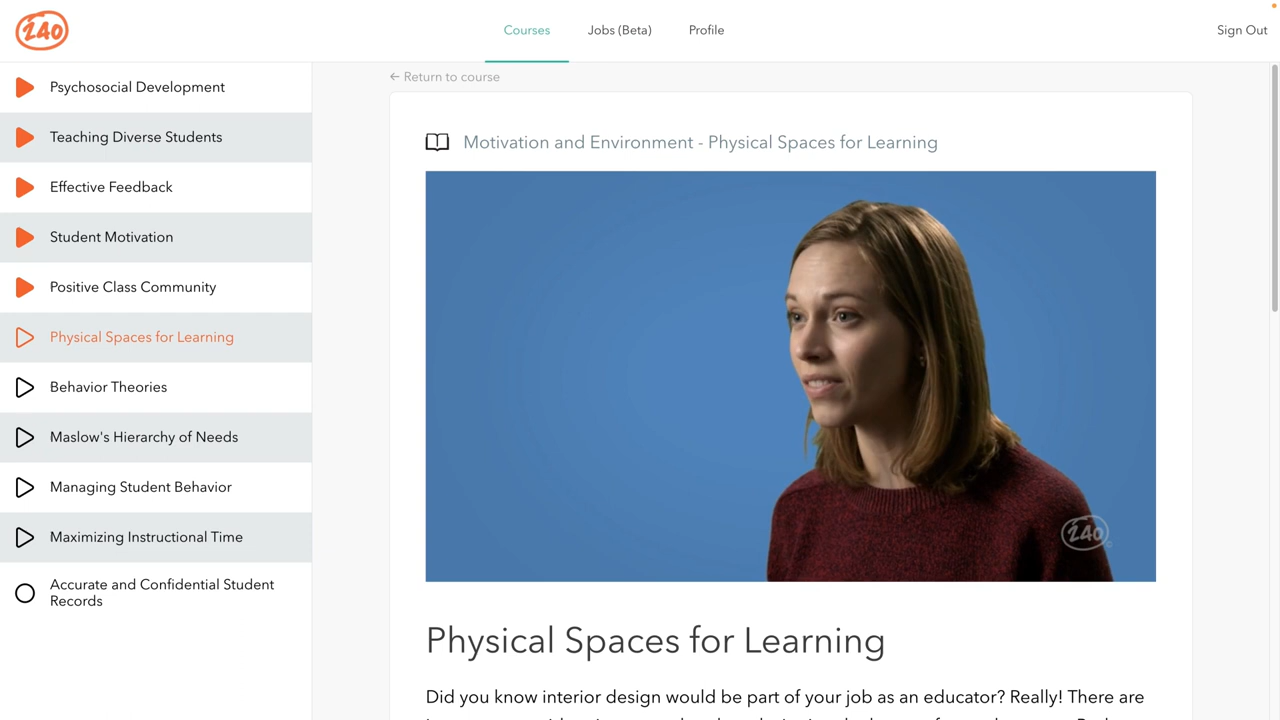 240
Courses
Jobs (Beta)
Profile
Sign Out
Psychosocial Development
Teaching Diverse Students
Effective Feedback
Student Motivation
Positive Class Community
Physical Spaces for Learning
Behavior Theories
Maslow's Hierarchy of Needs
Managing Student Behavior
Maximizing Instructional Time
Accurate and Confidential Student
Records
← Return to course
Motivation and Environment - Physical Spaces for Learning
240
Physical Spaces for Learning
Did you know interior design would be part of your job as an educator? Really! There are